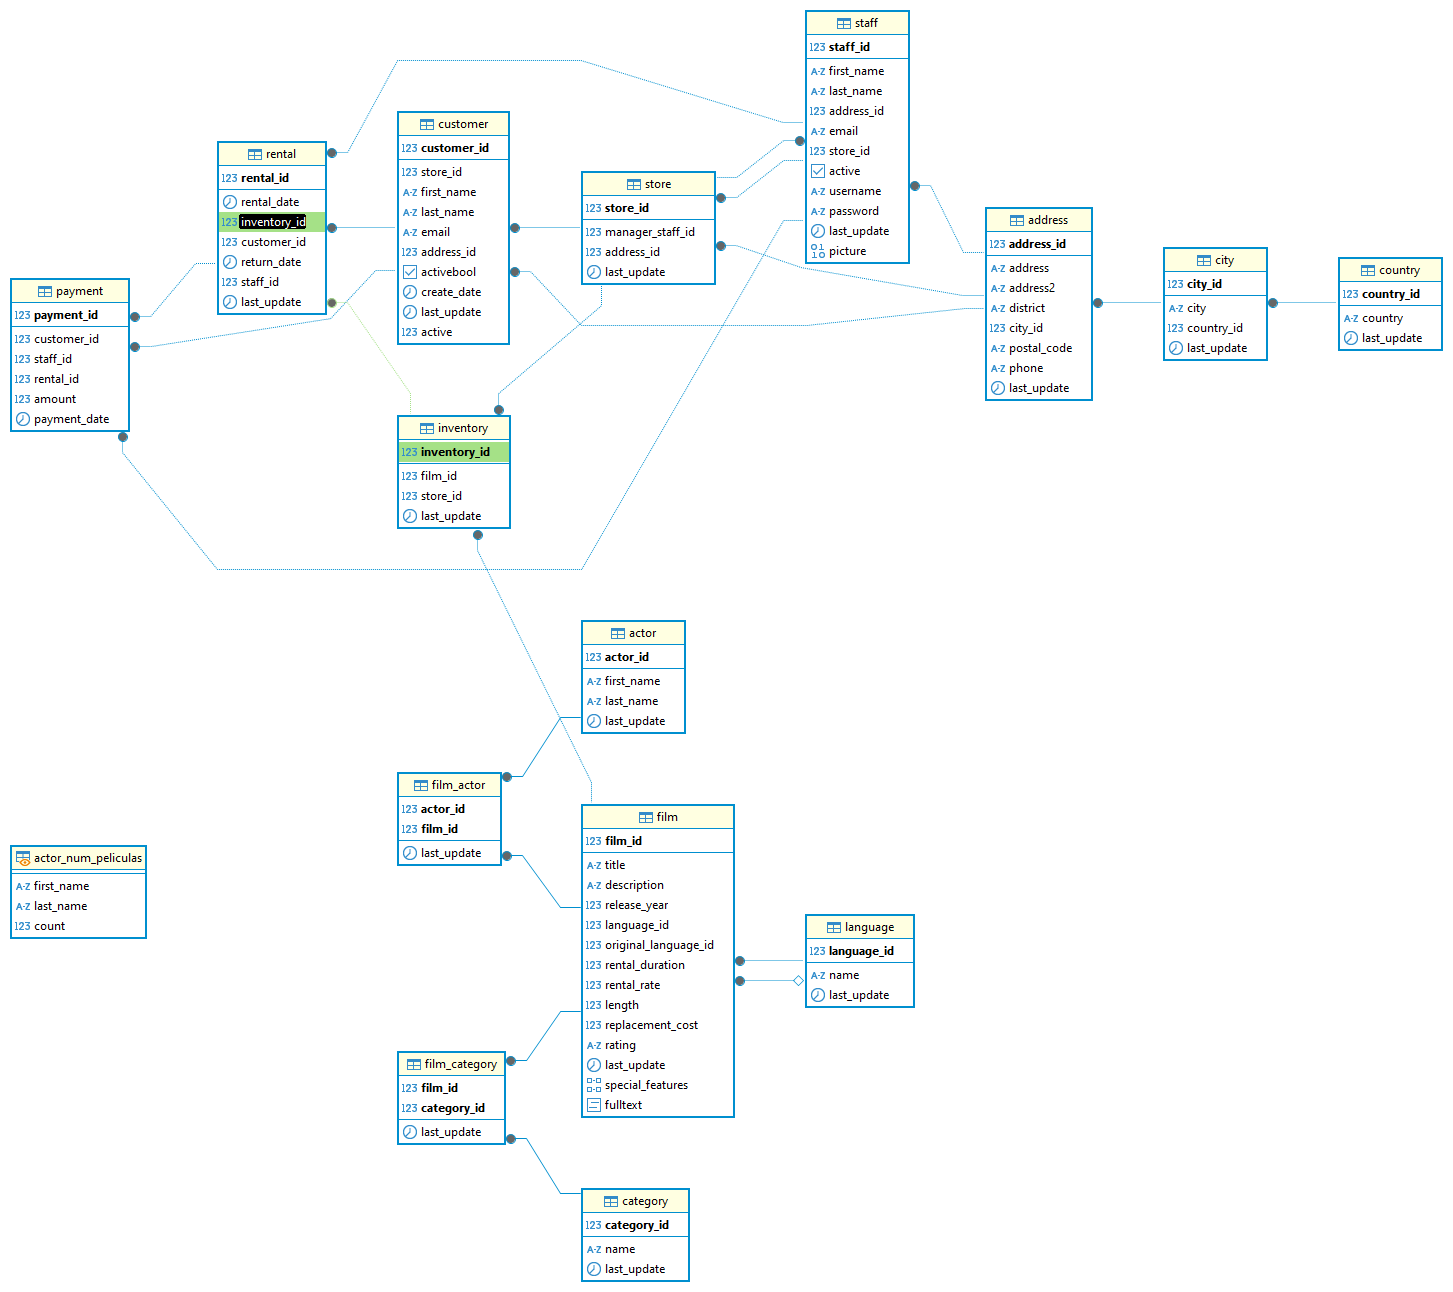 staff
123 staff_id
A-Z first_name
A-Z last_name
123 address_id
A-Z email
123 store_id
active
A-Z username
A-Z password
last_update
picture
customer
123 customer_id
123 store_id
A-Z first_name
A-Z last_name
A-Z email
123 address_id
activebool
create_date
last_update
123 active
rental
123 rental_id
rental_date
123 inventory_id
123 customer_id
return_date
123 staff_id
last_update
store
123 store_id
123 manager_staff_id
123 address_id
last_update
address
123 address_id
A-Z address
A-Z address2
A-Z district
123 city_id
A-Z postal_code
A-Z phone
last_update
city
123 city_id
A-Z city
123 country_id
last_update
country
123 country_id
A-Z country
last_update
payment
123 payment_id
123 customer_id
123 staff_id
123 rental_id
123 amount
payment_date
inventory
123 inventory_id
123 film_id
123 store_id
last_update
actor
123 actor_id
A-Z first_name
A-Z last_name
last_update
film_actor
123 actor_id
123 film_id
last_update
film
123 film_id
A-Z title
A-Z description
123 release_year
123 language_id
123 original_language_id
123 rental_duration
123 rental_rate
123 length
123 replacement_cost
A-Z rating
last_update
special_features
fulltext
actor_num_peliculas
A-Z first_name
A-Z last_name
123 count
language
123 language_id
A-Z name
last_update
film_category
123 film_id
123 category_id
last_update
category
123 category_id
A-Z name
last_update